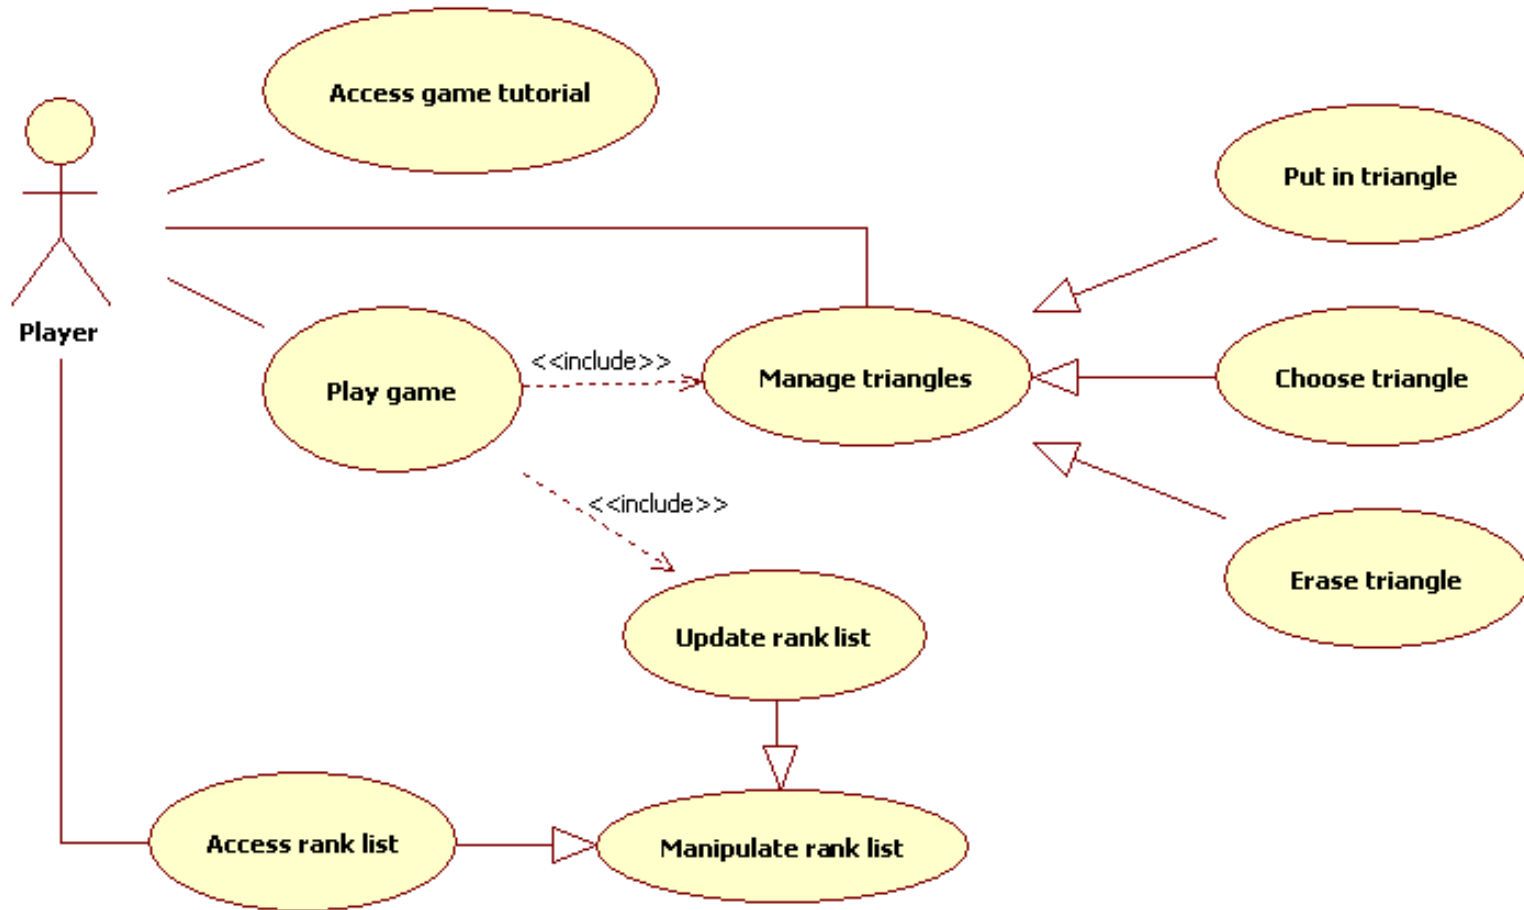 Access game tutorial
Put in triangle
Player
<<include>>
Play game
Manage triangles
Choose triangle
<<include>>
Erase triangle
Update rank list
Access rank list
Manipulate rank list